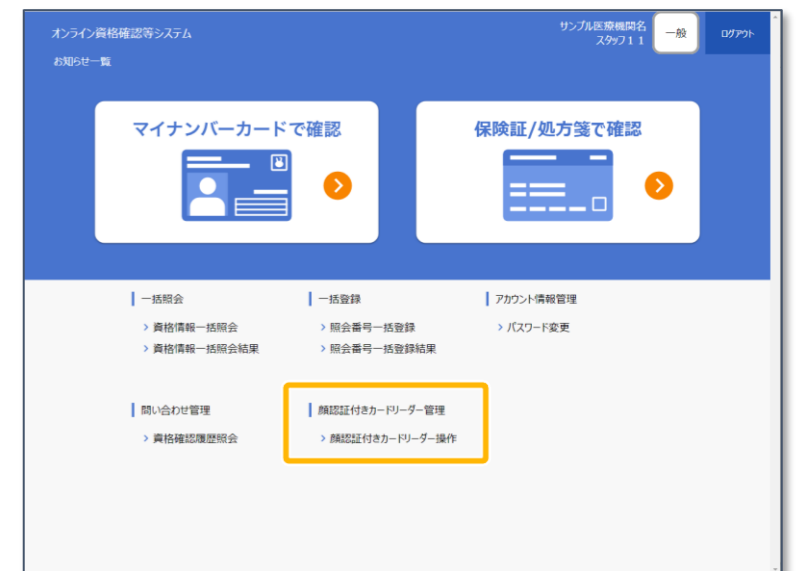 オンライン資格確認等システム
サンプル医療機関名
スタッフ11
一般
ログアウト
お知らせ一覧
マイナンバーカードで確認
保険証/処方箋で確認
一括照会
資格情報一括照会
資格情報一括照会結果
一括登録
照会番号一括登録
照会番号一括登録結果
アカウント情報管理
パスワード変更
問い合わせ管理
資格確認履歴照会
顔認証付きカードリーダー管理
顔認証付きカードリーダー操作